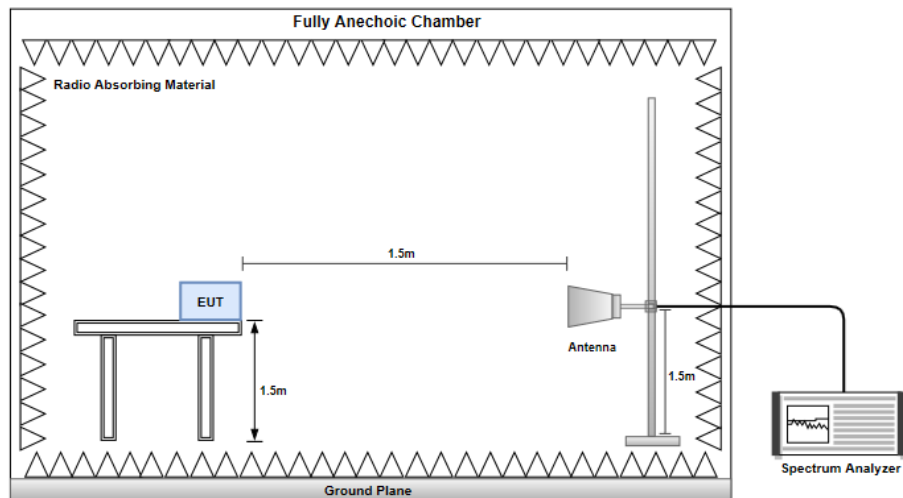 Fully Anechoic Chamber
Radio Absorbing Material
1.5m
EUT
Antenna
1.5m
1.5m
Spectrum Analyzer
Ground Plane